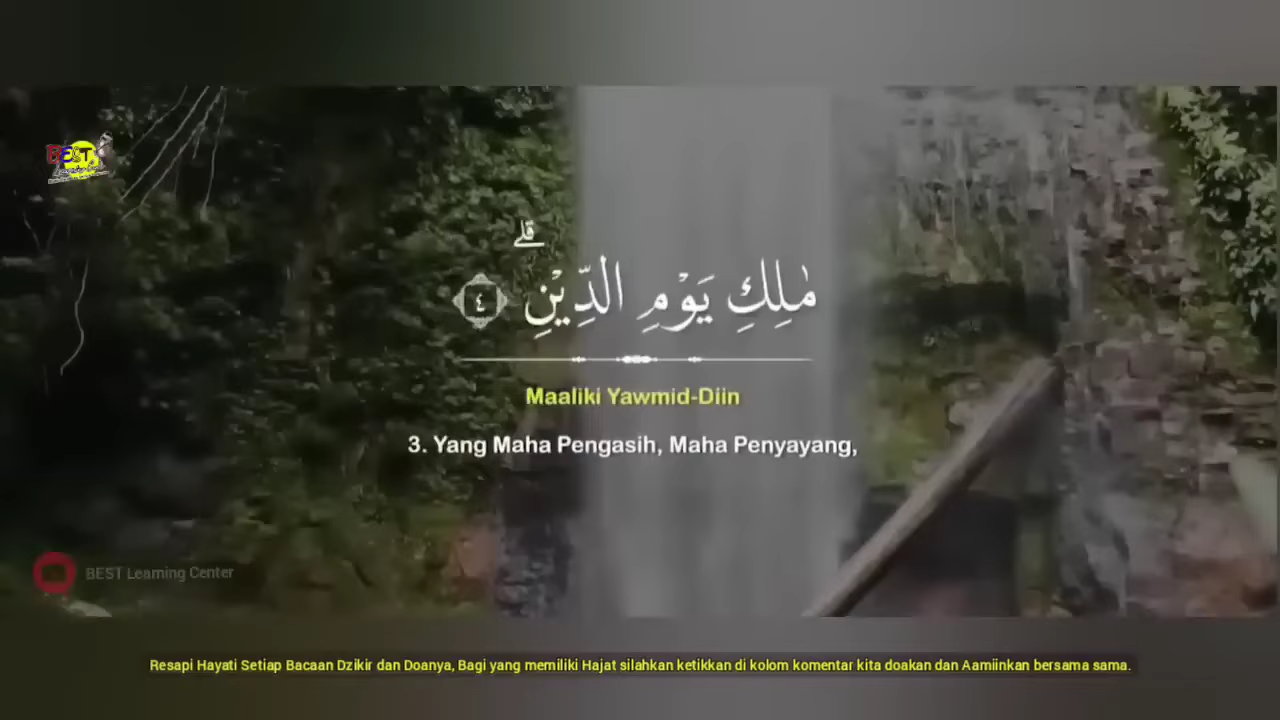 BEST
قلے
مٰلِكِ يَوْمِ الدِّيْنِ ٤
Maaliki Yawmid-Diin
3. Yang Maha Pengasih, Maha Penyayang,
BEST Learning Center
Resapi Hayati Setiap Bacaan Dzikir dan Doanya, Bagi yang memiliki Hajat silahkan ketikkan di kolom komentar kita doakan dan Aamiinkan bersama sama.